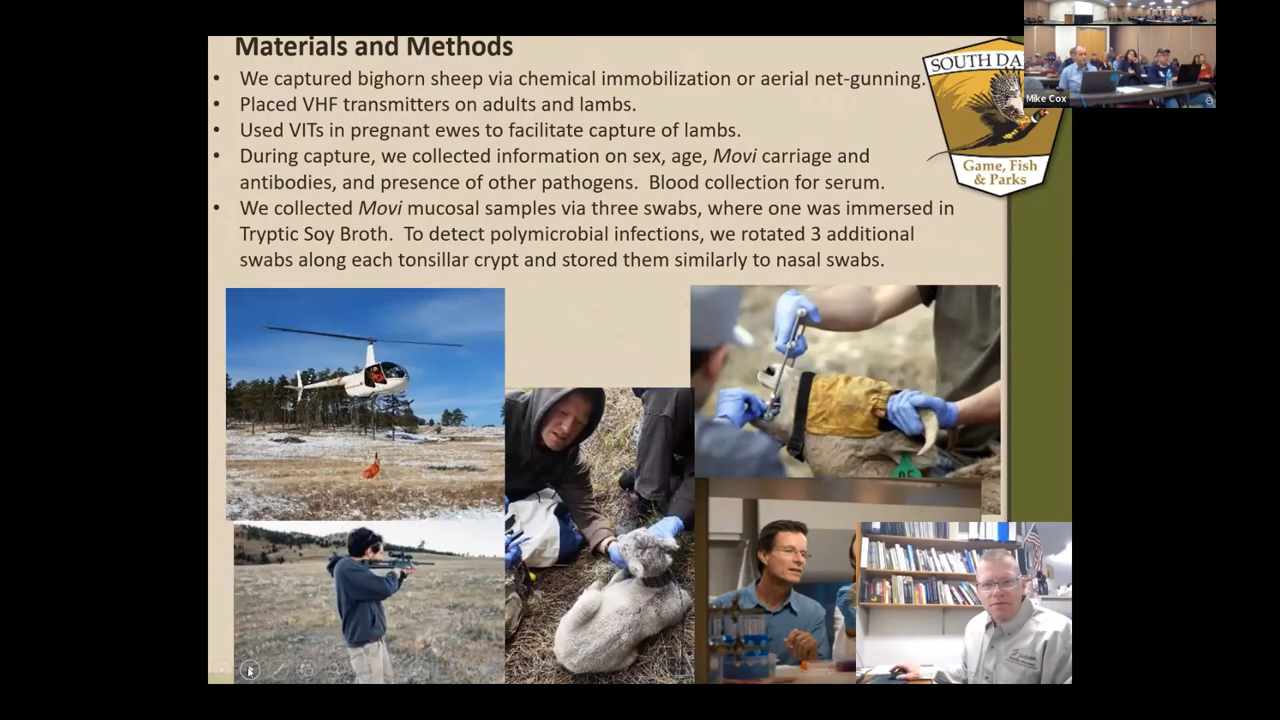 Materials and Methods
• We captured bighorn sheep via chemical immobilization or aerial net-gunning.
• Placed VHF transmitters on adults and lambs.
• Used VITs in pregnant ewes to facilitate capture of lambs.
• During capture, we collected information on sex, age, Movi carriage and
antibodies, and presence of other pathogens.  Blood collection for serum.
• We collected Movi mucosal samples via three swabs, where one was immersed in
Tryptic Soy Broth.  To detect polymicrobial infections, we rotated 3 additional
swabs along each tonsillar crypt and stored them similarly to nasal swabs.
SOUTH DA
Game, Fish
& Parks
Mike Cox